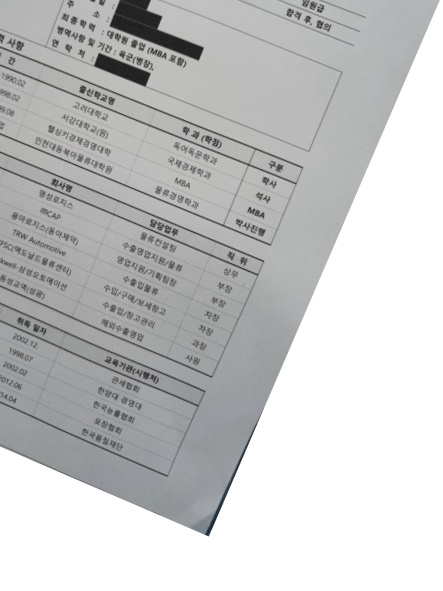 임원급
합격 후, 협의
주 소 :
최종학력 : 대학원 졸업 (MBA 포함)
병역사항 및 기간 : 육군(병장),
연 락 처 :
사항
간 출신학교명 학 과 (학점) 구분
1990.02 고려대학교 독어독문학과 학사
998.02 서강대학교(원) 국제경제학과 석사
99.08 헬싱키경제경영대학 MBA MBA
인천대동북아물류대학원 물류경영학과 박사진행
회사명 담당업무 직 위
명성로지스 물류컨설팅 상무
㈜CAP 수출영업지원/물류 부장
용마로지스(동아제약) 영업지원/기획팀장 부장
TRW Automotive 수출입물류 차장
FSC(맥도날드물류센터) 수입/구매/보세창고 차장
kwell-삼성오토메이션 수출입/창고관리 과장
동성교역(섬유) 해외수출영업 사원
취득 일자 교육기관(시행처)
2002.12. 관세협회
1998.07 한양대 경영대
2002.02 한국능률협회
2012.06 포장협회
14.04 한국품질재단